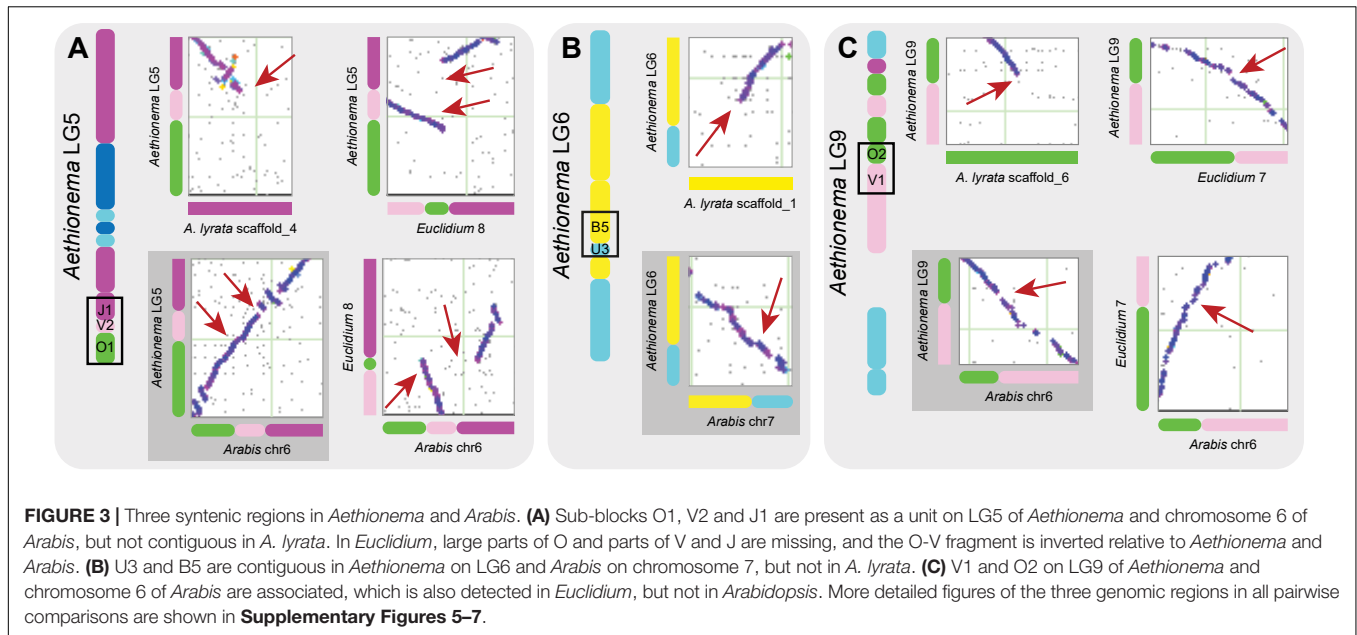 A
Aethionema LG5
J1
V2
O1
Aethionema LG5
A. lyrata scaffold_4
Aethionema LG5
Euclidium 8
Aethionema LG5
Arabis chr6
Euclidium 8
Arabis chr6
B
Aethionema LG6
B5
U3
Aethionema LG6
A. lyrata scaffold_1
Aethionema LG6
Arabis chr7
C
Aethionema LG9
O2
V1
Aethionema LG9
A. lyrata scaffold_6
Aethionema LG9
Euclidium 7
Aethionema LG9
Arabis chr6
Euclidium 7
Arabis chr6
FIGURE 3 | Three syntenic regions in Aethionema and Arabis. (A) Sub-blocks O1, V2 and J1 are present as a unit on LG5 of Aethionema and chromosome 6 of
Arabis, but not contiguous in A. lyrata. In Euclidium, large parts of O and parts of V and J are missing, and the O-V fragment is inverted relative to Aethionema and
Arabis. (B) U3 and B5 are contiguous in Aethionema on LG6 and Arabis on chromosome 7, but not in A. lyrata. (C) V1 and O2 on LG9 of Aethionema and
chromosome 6 of Arabis are associated, which is also detected in Euclidium, but not in Arabidopsis. More detailed figures of the three genomic regions in all pairwise
comparisons are shown in Supplementary Figures 5–7.